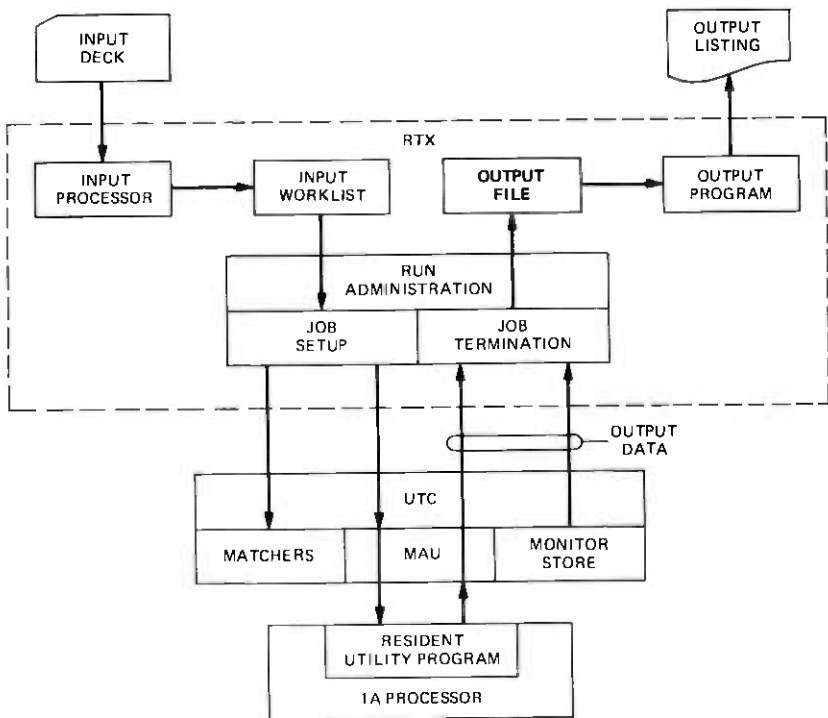 INPUT
DECK
OUTPUT
LISTING
RTX
INPUT
PROCESSOR
INPUT
WORKLIST
OUTPUT
FILE
OUTPUT
PROGRAM
RUN
ADMINISTRATION
JOB
SETUP
JOB
TERMINATION
OUTPUT
DATA
UTC
MATCHERS
MAU
MONITOR
STORE
RESIDENT
UTILITY PROGRAM
1A PROCESSOR